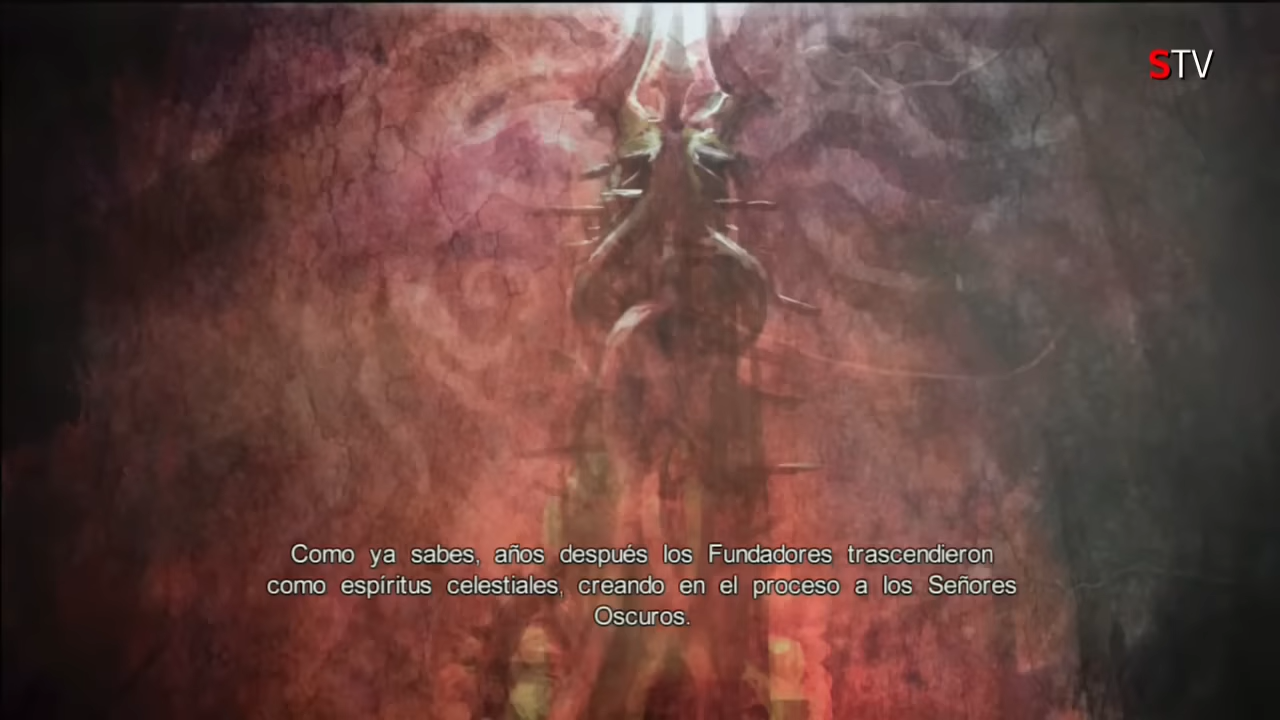 STV
Como ya sabes, años después los Fundadores trascendieron
como espíritus celestiales, creando en el proceso a los Señores
Oscuros.